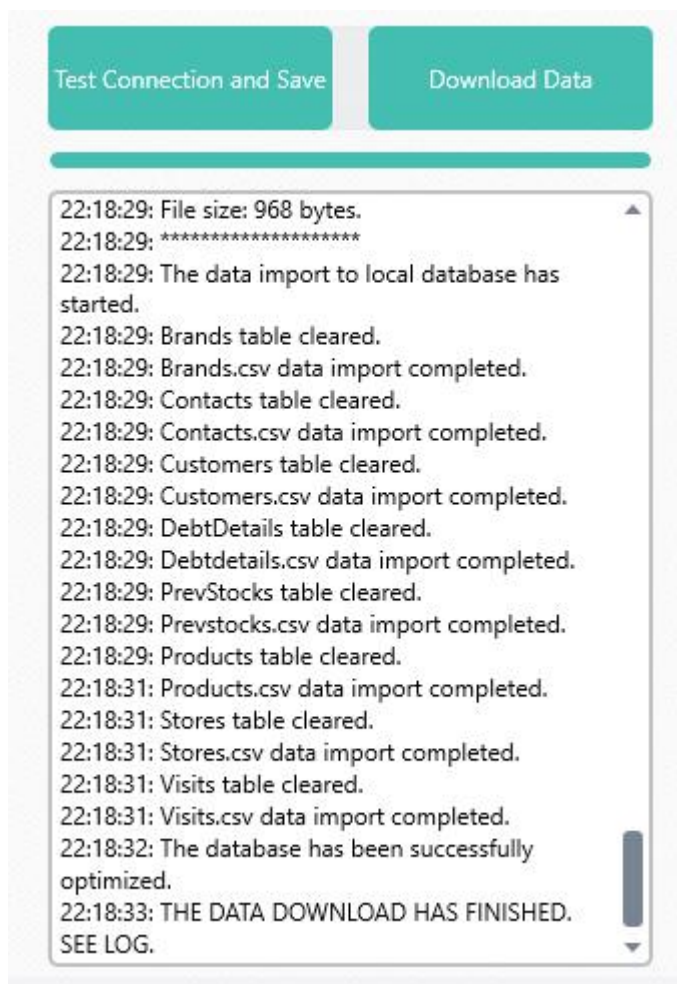 Test Connection and Save
Download Data
22:18:29: File size: 968 bytes.
22:18:29: ********************
22:18:29: The data import to local database has
started.
22:18:29: Brands table cleared.
22:18:29: Brands.csv data import completed.
22:18:29: Contacts table cleared.
22:18:29: Contacts.csv data import completed.
22:18:29: Customers table cleared.
22:18:29: Customers.csv data import completed.
22:18:29: DebtDetails table cleared.
22:18:29: Debtdetails.csv data import completed.
22:18:29: PrevStocks table cleared.
22:18:29: Prevstocks.csv data import completed.
22:18:29: Products table cleared.
22:18:31: Products.csv data import completed.
22:18:31: Stores table cleared.
22:18:31: Stores.csv data import completed.
22:18:31: Visits table cleared.
22:18:31: Visits.csv data import completed.
22:18:32: The database has been successfully
optimized.
22:18:33: THE DATA DOWNLOAD HAS FINISHED.
SEE LOG.